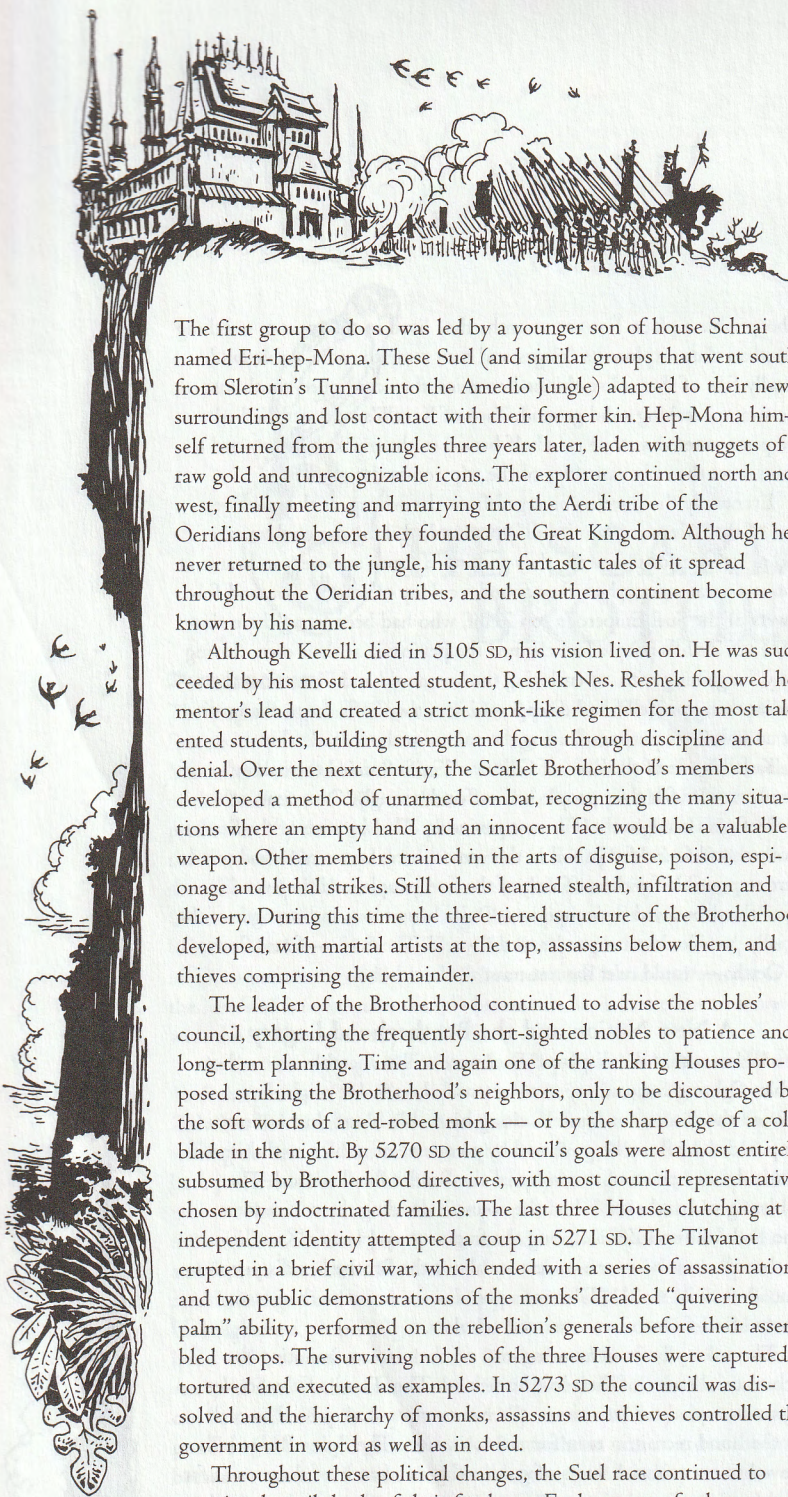 The first group to do so was led by a younger son of house Schnai
named Eri-hep-Mona. These Suel (and similar groups that went sout
from Slerotin's Tunnel into the Amedio Jungle) adapted to their new
surroundings and lost contact with their former kin. Hep-Mona him-
self returned from the jungles three years later, laden with nuggets of
raw gold and unrecognizable icons. The explorer continued north and
west, finally meeting and marrying into the Aerdi tribe of the
Oeridians long before they founded the Great Kingdom. Although he
never returned to the jungle, his many fantastic tales of it spread
throughout the Oeridian tribes, and the southern continent become
known by his name.
Although Kevelli died in 5105 SD, his vision lived on. He was suc
ceeded by his most talented student, Reshek Nes. Reshek followed h
mentor's lead and created a strict monk-like regimen for the most tal-
ented students, building strength and focus through discipline and
denial. Over the next century, the Scarlet Brotherhood's members
developed a method of unarmed combat, recognizing the many situa-
tions where an empty hand and an innocent face would be a valuable
weapon. Other members trained in the arts of disguise, poison, espi-
onage and lethal strikes. Still others learned stealth, infiltration and
thievery. During this time the three-tiered structure of the Brotherhoo
developed, with martial artists at the top, assassins below them, and
thieves comprising the remainder.
The leader of the Brotherhood continued to advise the nobles'
council, exhorting the frequently short-sighted nobles to patience and
long-term planning. Time and again one of the ranking Houses pro-
posed striking the Brotherhood's neighbors, only to be discouraged b
the soft words of a red-robed monk — or by the sharp edge of a col
blade in the night. By 5270 SD the council's goals were almost entirel
subsumed by Brotherhood directives, with most council representativ
chosen by indoctrinated families. The last three Houses clutching at
independent identity attempted a coup in 5271 SD. The Tilvanot
erupted in a brief civil war, which ended with a series of assassination
and two public demonstrations of the monks' dreaded “quivering
palm” ability, performed on the rebellion's generals before their assem
bled troops. The surviving nobles of the three Houses were captured
tortured and executed as examples. In 5273 SD the council was dis-
solved and the hierarchy of monks, assassins and thieves controlled th
government in word as well as in deed.
Throughout these political changes, the Suel race continued to